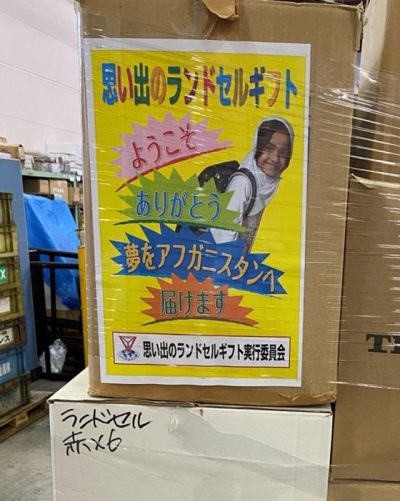 思い出のランドセルギフト
ようこそ
ありがとう
夢をアフガニスタンへ
届けます
思い出のランドセルギフト実行委員会
ランドセル
赤×6